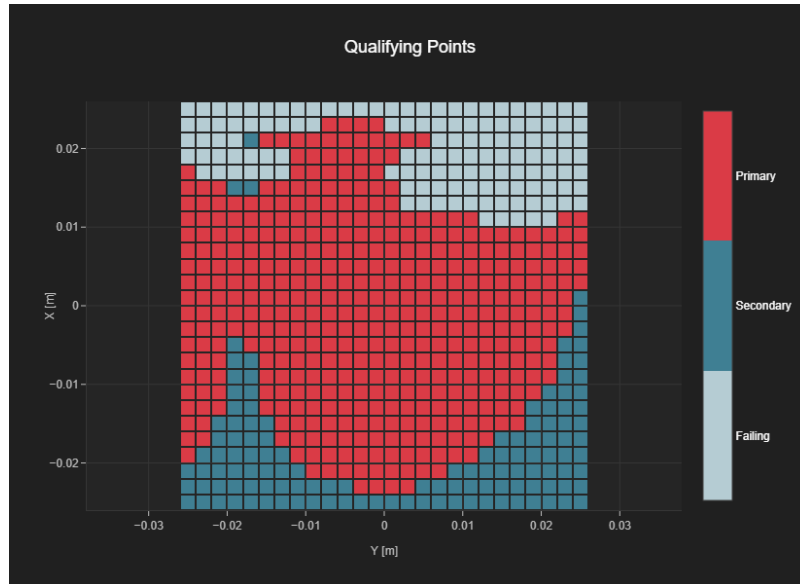 Qualifying Points
0.02
0.01
0
−0.01
−0.02
X [m]
−0.03
−0.02
−0.01
0
0.01
0.02
0.03
Y [m]
Primary
Secondary
Failing